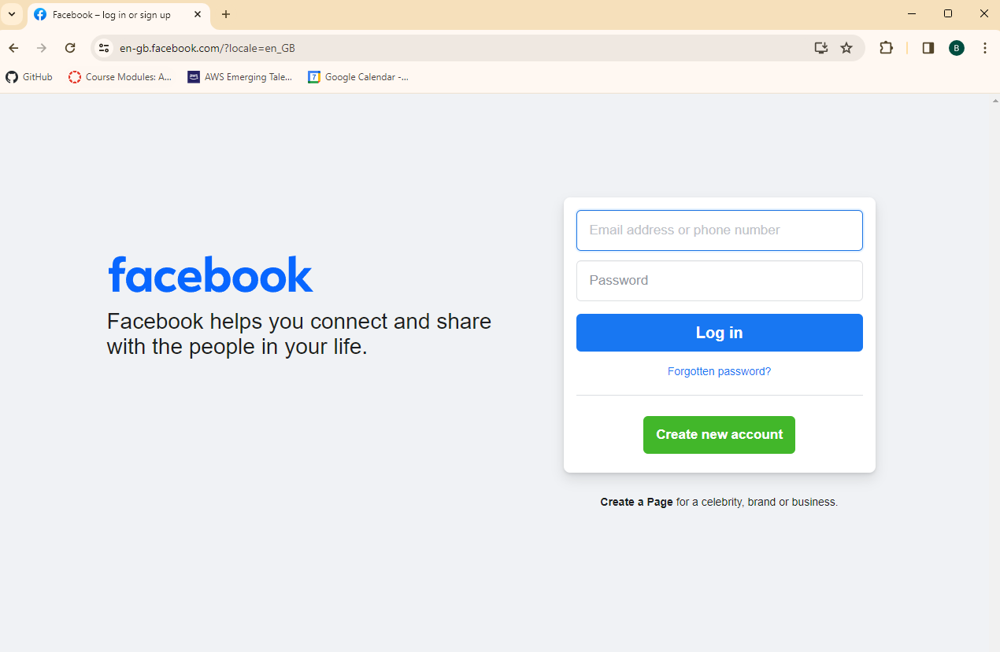 Facebook – log in or sign up
en-gb.facebook.com/?locale=en_GB
B
GitHub
Course Modules: A...
aws
AWS Emerging Tale...
7
Google Calendar -...
facebook
Facebook helps you connect and share
with the people in your life.
Email address or phone number
Password
Log in
Forgotten password?
Create new account
Create a Page for a celebrity, brand or business.